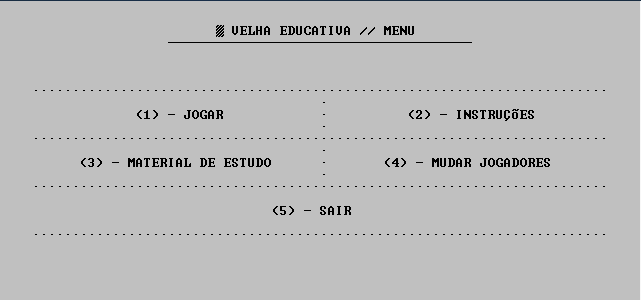 VELHA EDUCATIVA // MENU
(1) - JOGAR
(2) - INSTRUÇõES
(3) - MATERIAL DE ESTUDO
(4) - MUDAR JOGADORES
(5) - SAIR